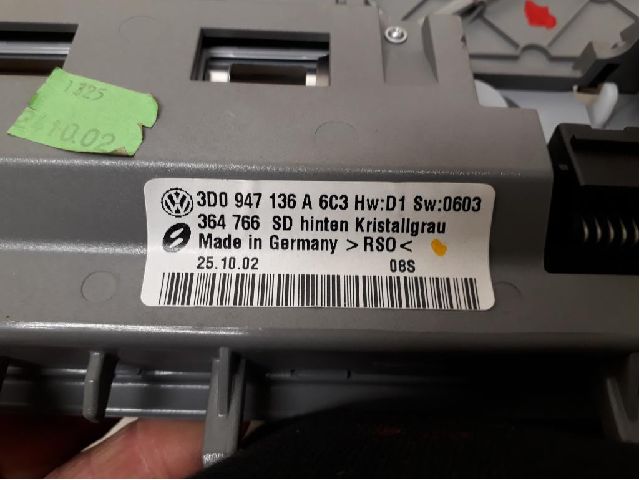 1325
24.10.02
3D0 947 136 A 6C3 Hw:D1 Sw:0603
364 766 SD hinten Kristallgrau
Made in Germany >RSO<
25.10.02 08S